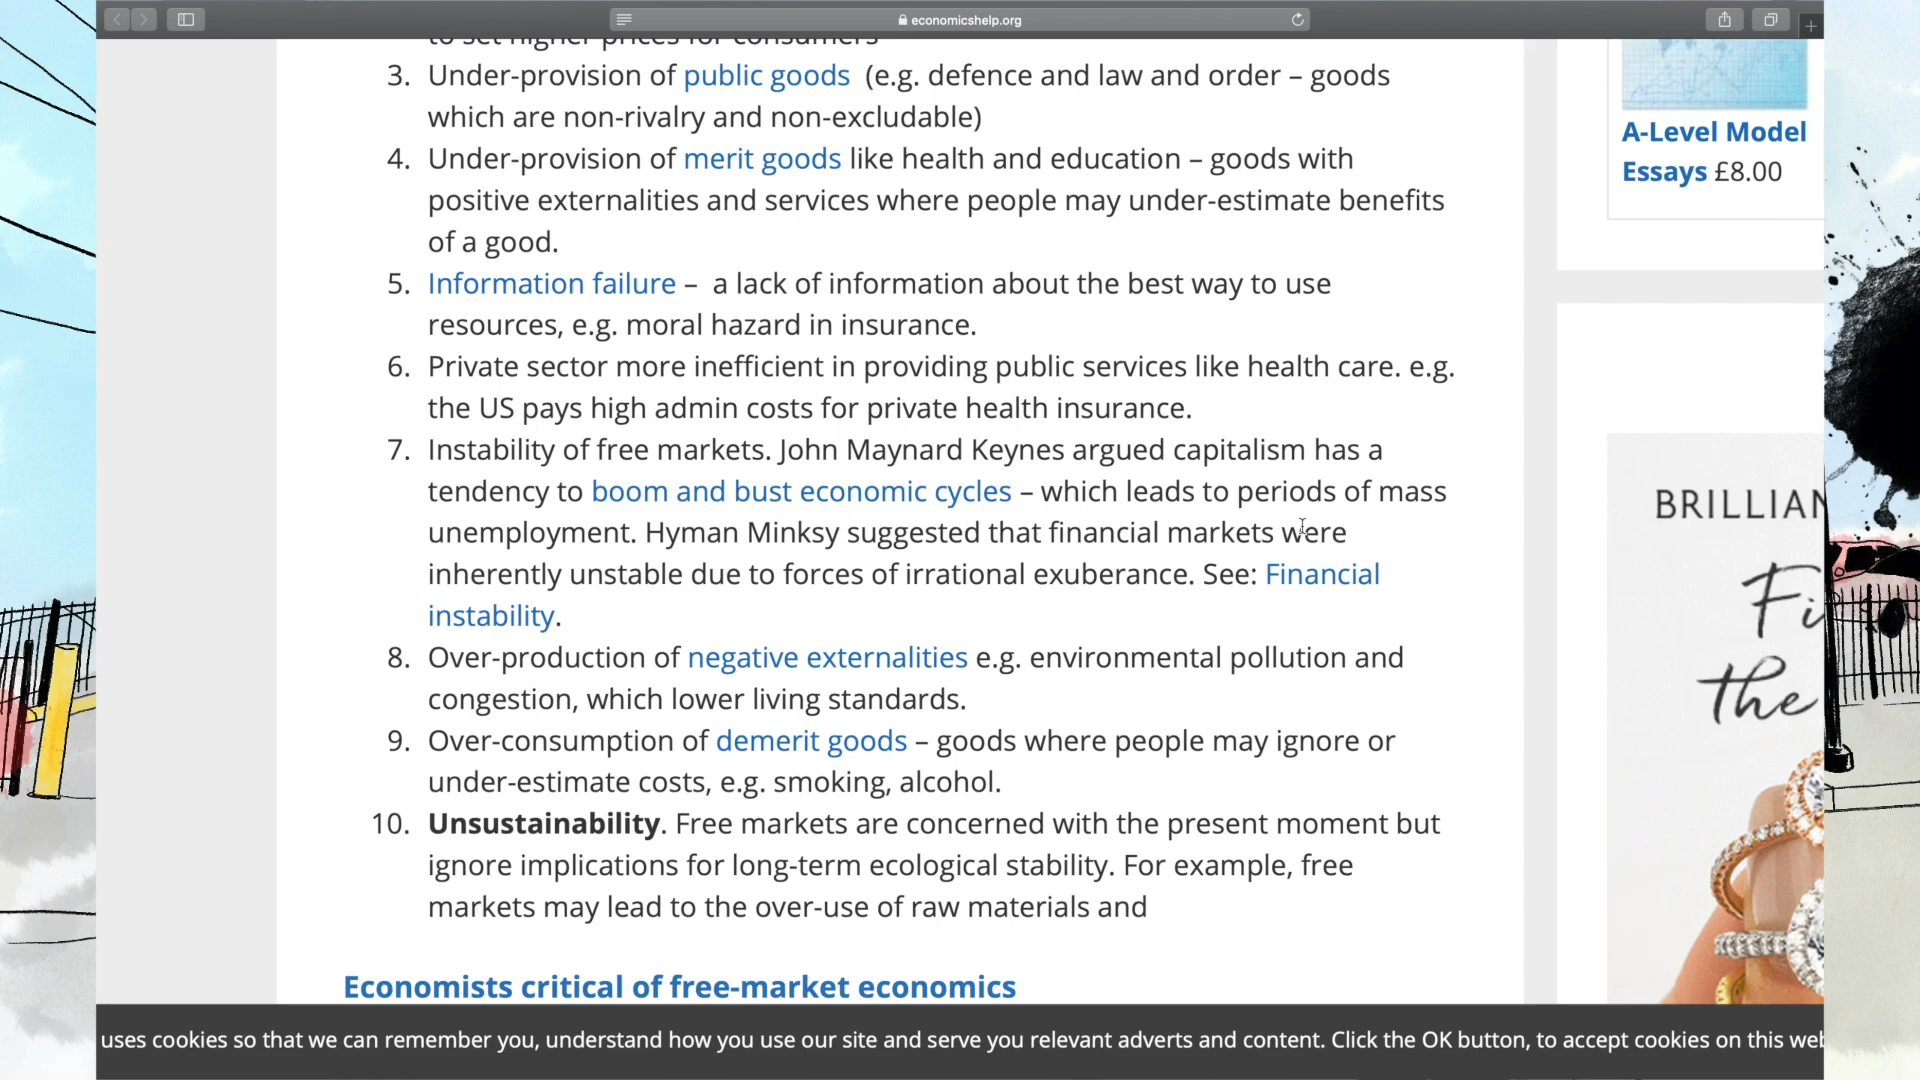 economicshelp.org
to set higher prices for consumers
3. Under-provision of public goods (e.g. defence and law and order – goods
which are non-rivalry and non-excludable)
4. Under-provision of merit goods like health and education – goods with
positive externalities and services where people may under-estimate benefits
of a good.
5. Information failure – a lack of information about the best way to use
resources, e.g. moral hazard in insurance.
6. Private sector more inefficient in providing public services like health care. e.g.
the US pays high admin costs for private health insurance.
7. Instability of free markets. John Maynard Keynes argued capitalism has a
tendency to boom and bust economic cycles – which leads to periods of mass
unemployment. Hyman Minksy suggested that financial markets were
inherently unstable due to forces of irrational exuberance. See: Financial
instability.
8. Over-production of negative externalities e.g. environmental pollution and
congestion, which lower living standards.
9. Over-consumption of demerit goods – goods where people may ignore or
under-estimate costs, e.g. smoking, alcohol.
10. Unsustainability. Free markets are concerned with the present moment but
ignore implications for long-term ecological stability. For example, free
markets may lead to the over-use of raw materials and
Economists critical of free-market economics
A-Level Model
Essays £8.00
BRILLIAN
Fi
the
uses cookies so that we can remember you, understand how you use our site and serve you relevant adverts and content. Click the OK button, to accept cookies on this web